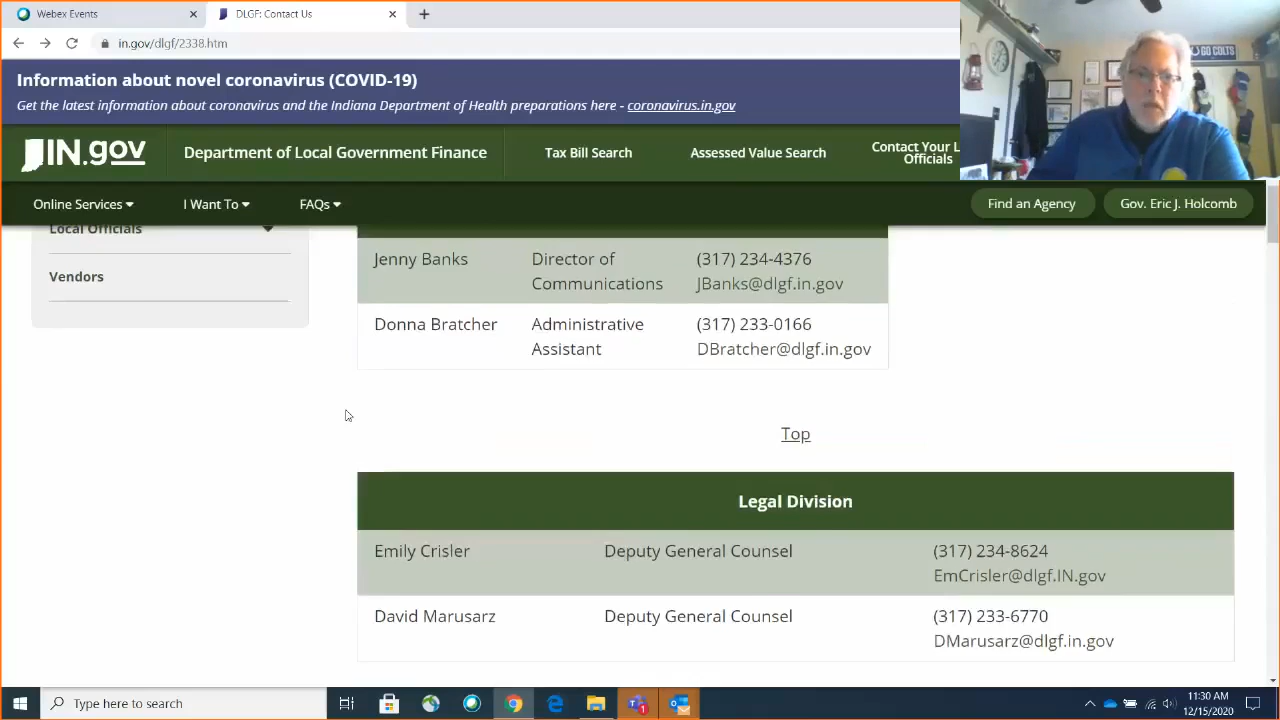 Webex Events
DLGF: Contact Us
in.gov/dlgf/2338.htm
Information about novel coronavirus (COVID-19)
Get the latest information about coronavirus and the Indiana Department of Health preparations here - coronavirus.in.gov
IN.gov
Department of Local Government Finance
Tax Bill Search
Assessed Value Search
Contact Your L
Officials
GO COLTS
Online Services
I Want To
FAQs
Find an Agency
Gov. Eric J. Holcomb
Local Officials
Vendors
Jenny Banks Director of (317) 234-4376
Communications JBanks@dlgf.in.gov
Donna Bratcher Administrative (317) 233-0166
Assistant DBratcher@dlgf.in.gov
Top
Legal Division
Emily Crisler Deputy General Counsel (317) 234-8624
EmCrisler@dlgf.IN.gov
David Marusarz Deputy General Counsel (317) 233-6770
DMarusarz@dlgf.in.gov
Type here to search
1
11:30 AM
12/15/2020